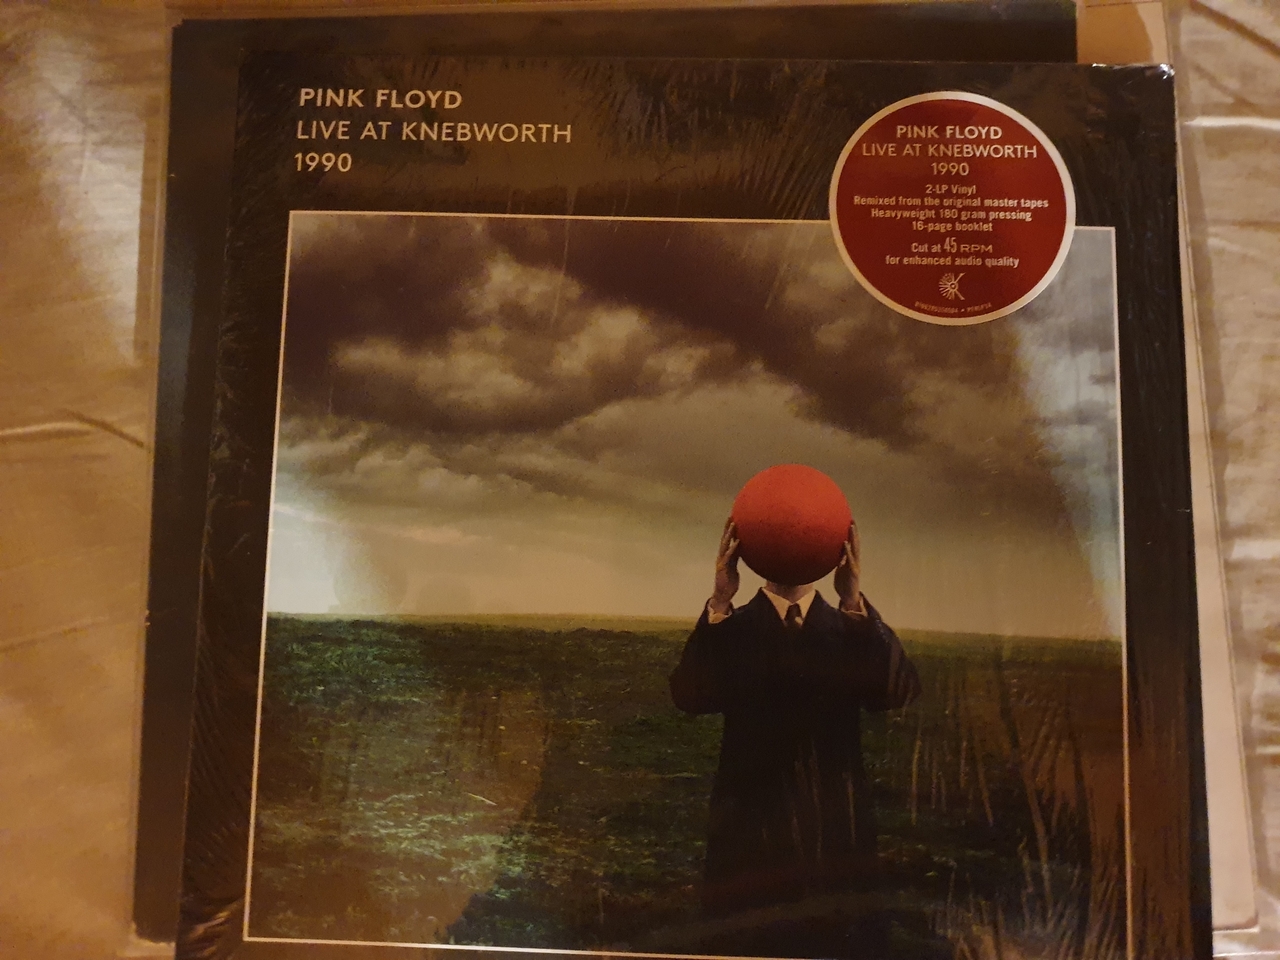 PINK FLOYD
LIVE AT KNEBWORTH
1990
PINK FLOYD
LIVE AT KNEBWORTH
1990
2-LP Vinyl
Remixed from the original master tapes
Heavyweight 180 gram pressing
16-page booklet
Cut at 45 RPM
for enhanced audio quality